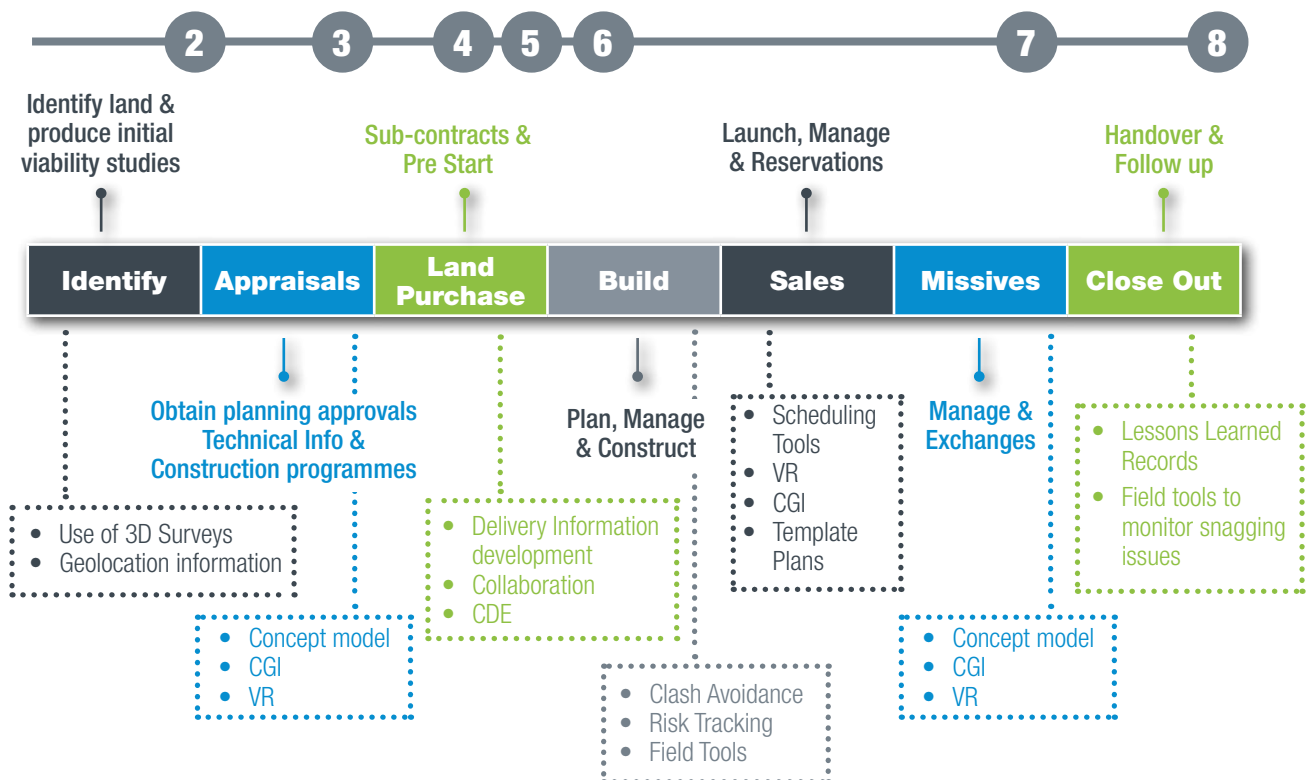 2 3 4 5 6 7 8
Identify land &
produce initial
viability studies
Sub-contracts &
Pre Start
Launch, Manage
& Reservations
Handover &
Follow up
Identify
Appraisals
Land
Purchase
Build
Sales
Missives
Close Out
Obtain planning approvals
Technical Info &
Construction programmes
Plan, Manage
& Construct
Manage &
Exchanges
• Use of 3D Surveys
• Geolocation information
• Concept model
• CGI
• VR
• Delivery Information
development
• Collaboration
• CDE
• Clash Avoidance
• Risk Tracking
• Field Tools
• Scheduling
Tools
• VR
• CGI
• Template
Plans
• Concept model
• CGI
• VR
• Lessons Learned
Records
• Field tools to
monitor snagging
issues